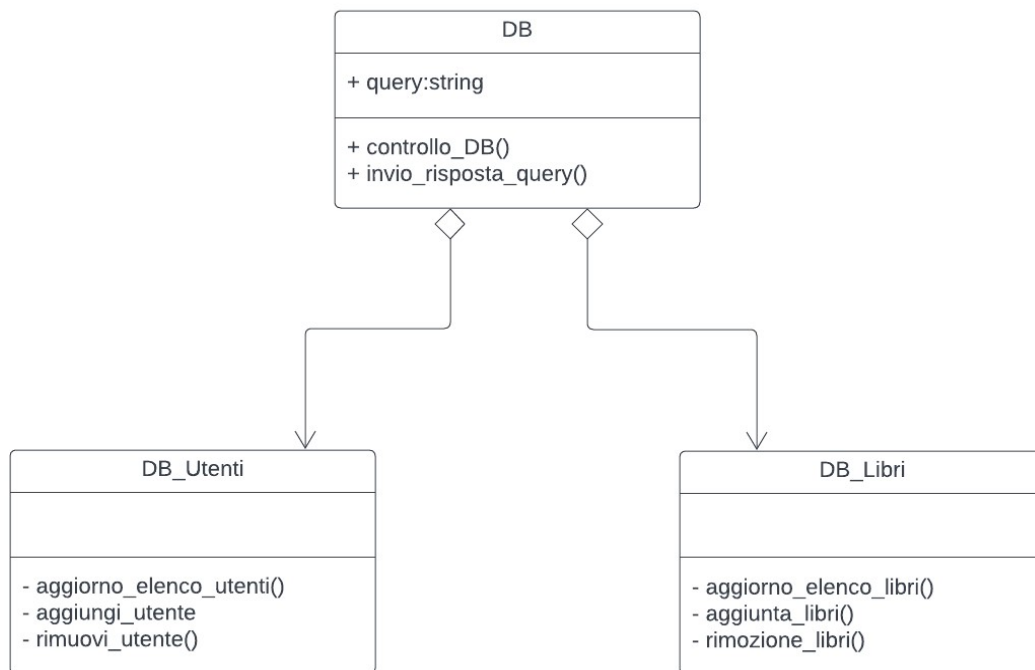 DB
+ query:string
+ controllo_DB()
+ invio_risposta_query()
DB_Utenti
- aggiorno_elenco_utenti()
- aggiungi_utente
- rimuovi_utente()
DB_Libri
- aggiorno_elenco_libri()
- aggiunta_libri()
- rimozione_libri()